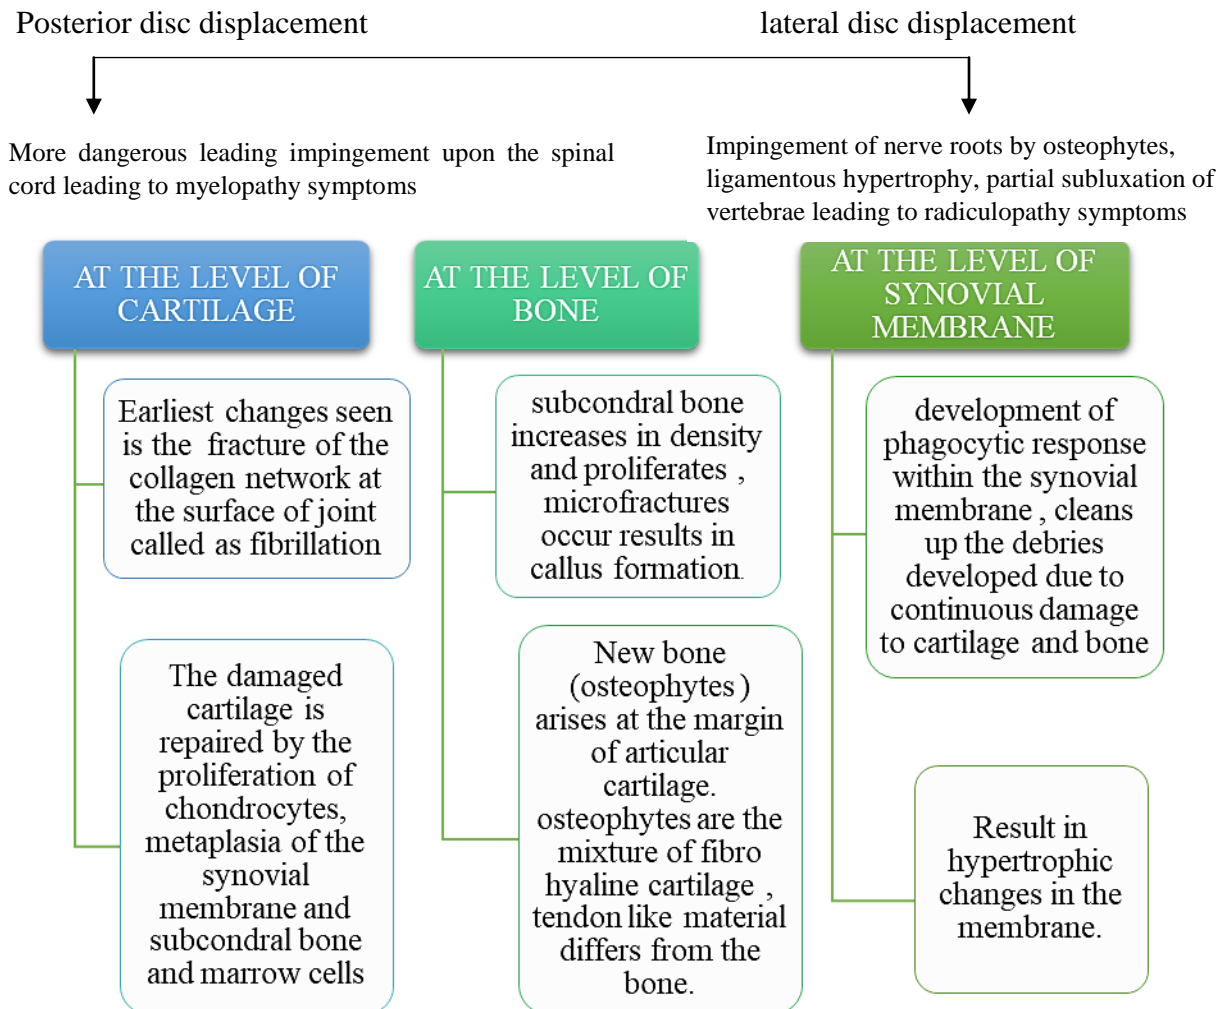 Posterior disc displacement
lateral disc displacement
More dangerous leading impingement upon the spinal
cord leading to myelopathy symptoms
Impingement of nerve roots by osteophytes,
ligamentous hypertrophy, partial subluxation of
vertebrae leading to radiculopathy symptoms
AT THE LEVEL OF
CARTILAGE
Earliest changes seen
is the fracture of the
collagen network at
the surface of joint
called as fibrillation
The damaged
cartilage is
repaired by the
proliferation of
chondrocytes,
metaplasia of the
synovial
membrane and
subcondral bone
and marrow cells
AT THE LEVEL OF
BONE
subcondral bone
increases in density
and proliferates ,
microfractures
occur results in
callus formation.
New bone
(osteophytes )
arises at the margin
of articular
cartilage.
osteophytes are the
mixture of fibro
hyaline cartilage ,
tendon like material
differs from the
bone.
AT THE LEVEL OF
SYNOVIAL
MEMBRANE
development of
phagocytic response
within the synovial
membrane , cleans
up the debries
developed due to
continuous damage
to cartilage and bone
Result in
hypertrophic
changes in the
membrane.